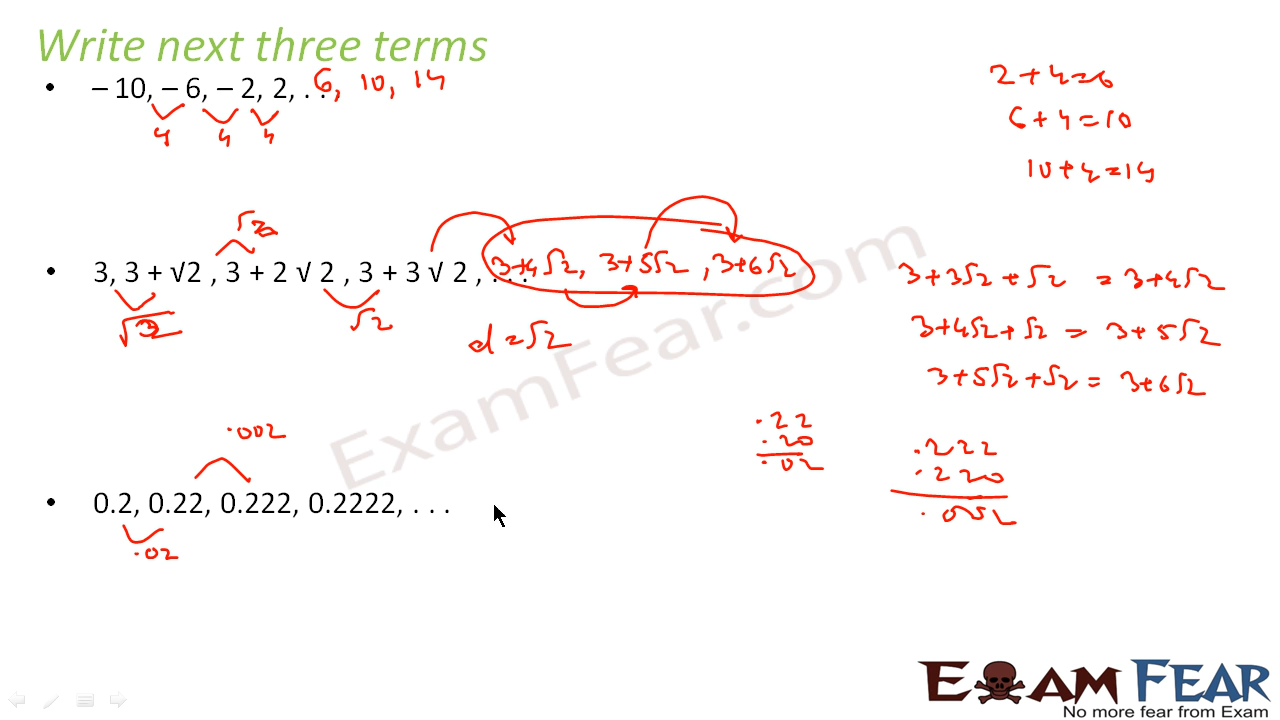 Write next three terms
• – 10, – 6, – 2, 2, . . . 6, 10, 14
4 4 4
2 + 4 = 6
6 + 4 = 10
10 + 4 = 14
√2
• 3, 3 + √2 , 3 + 2 √ 2 , 3 + 3 √ 2 , . . . 3+4√2, 3+5√2 , 3+6√2
√2
d = √2
3+3√2+√2 = 3+4√2
3+4√2+√2 = 3+5√2
3+5√2+√2 = 3+6√2
.002
.22
.20
.02
.222
.220
.002
• 0.2, 0.22, 0.222, 0.2222, . . .
.02
ExamFear.com
EXAM FEAR
No more fear from Exam